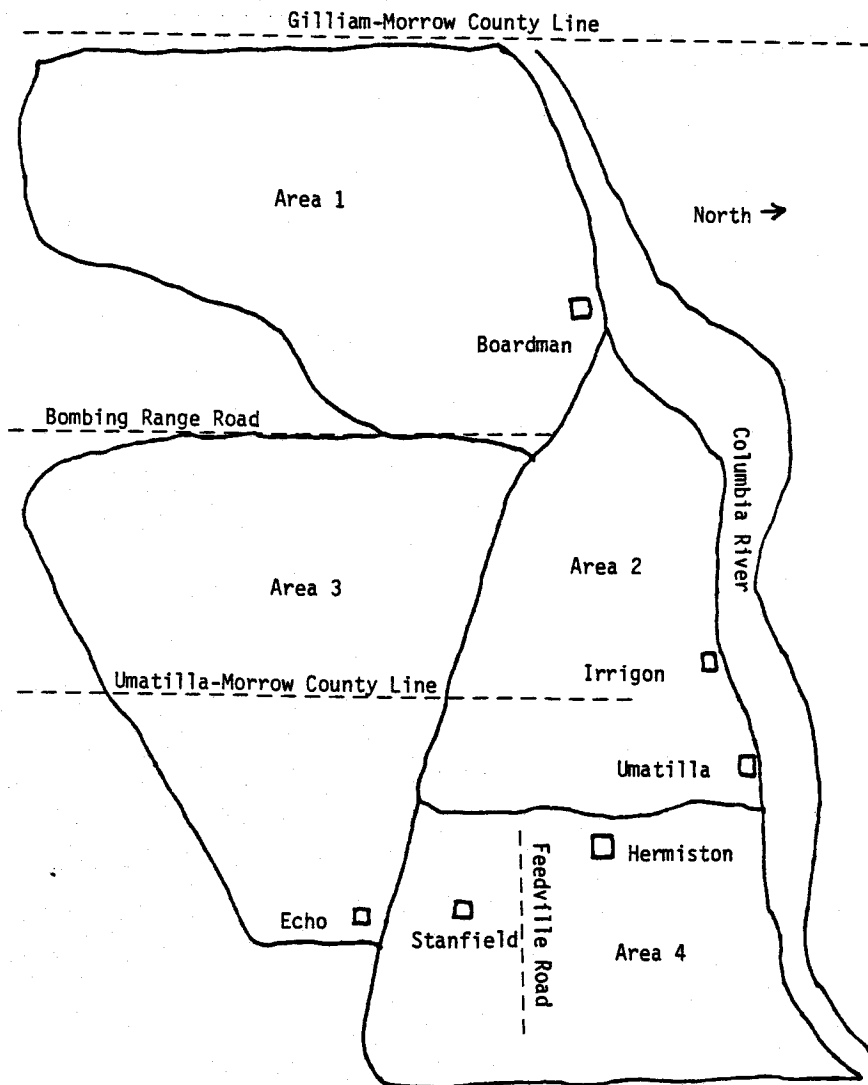 Gilliam-Morrow County Line
Area 1
North
Boardman
Bombing Range Road
Columbia River
Area 2
Area 3
Irrigon
Umatilla-Morrow County Line
Umatilla
Hermiston
Feedville Road
Echo
Stanfield
Area 4